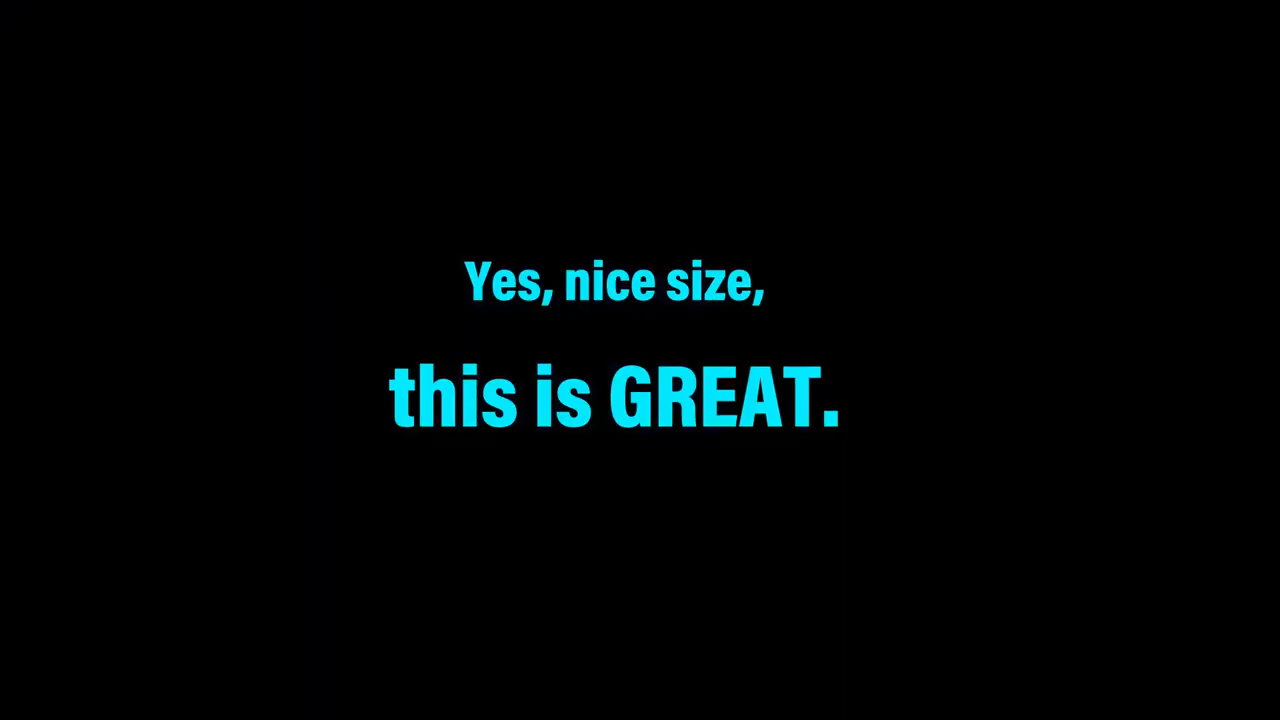 Yes, nice size,
this is GREAT.